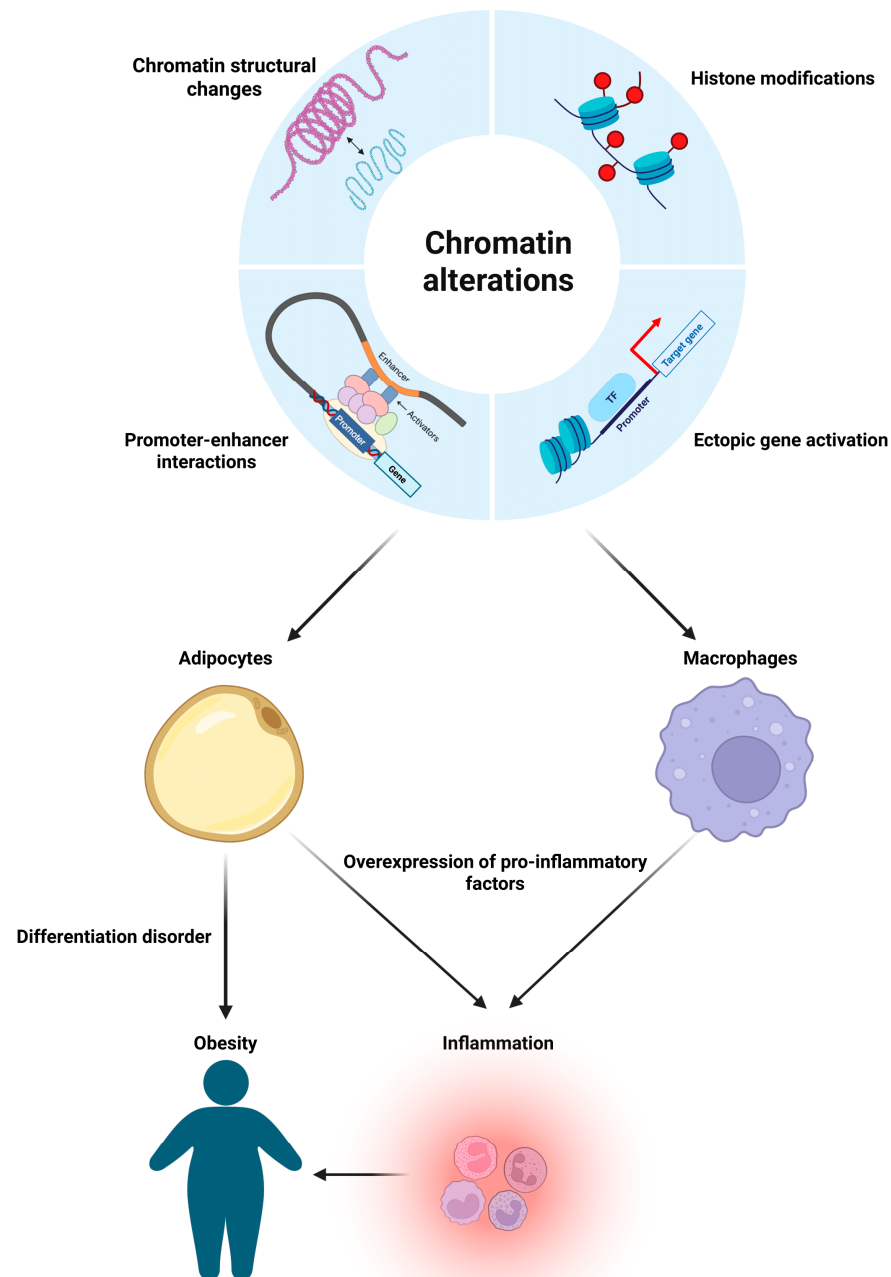 Chromatin structural
changes
Histone modifications
Chromatin
alterations
Enhancer
Activators
Promoter
Gene
Promoter-enhancer
interactions
Target gene
TF
Promoter
Ectopic gene activation
Adipocytes
Macrophages
Overexpression of pro-inflammatory
factors
Differentiation disorder
Obesity
Inflammation